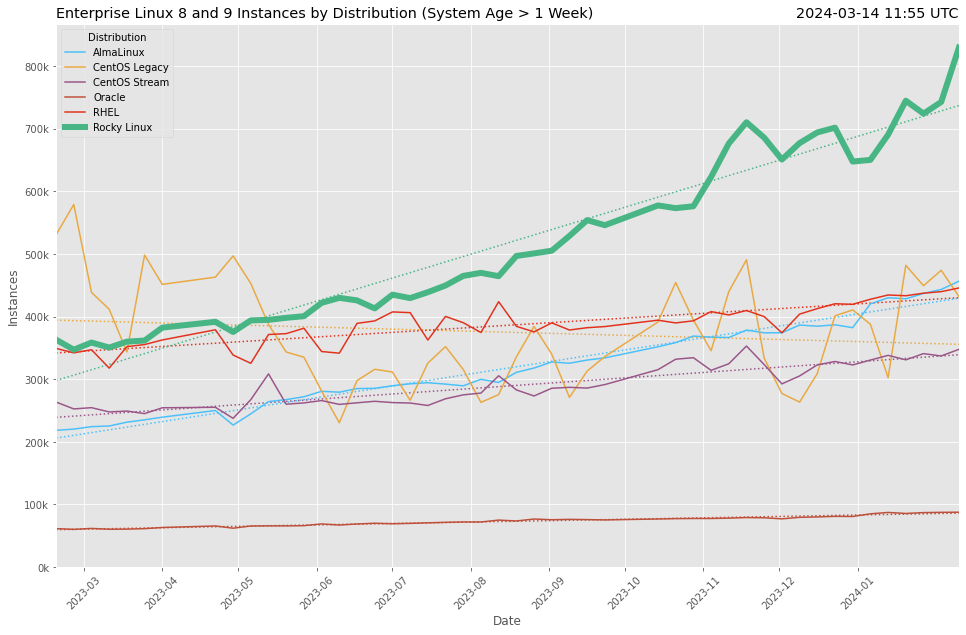 Enterprise Linux 8 and 9 Instances by Distribution (System Age > 1 Week)
2024-03-14 11:55 UTC
Distribution
AlmaLinux
CentOS Legacy
CentOS Stream
Oracle
RHEL
Rocky Linux
800k
700k
600k
500k
400k
300k
200k
100k
0k
Instances
2023-03
2023-04
2023-05
2023-06
2023-07
2023-08
2023-09
2023-10
2023-11
2023-12
2024-01
Date